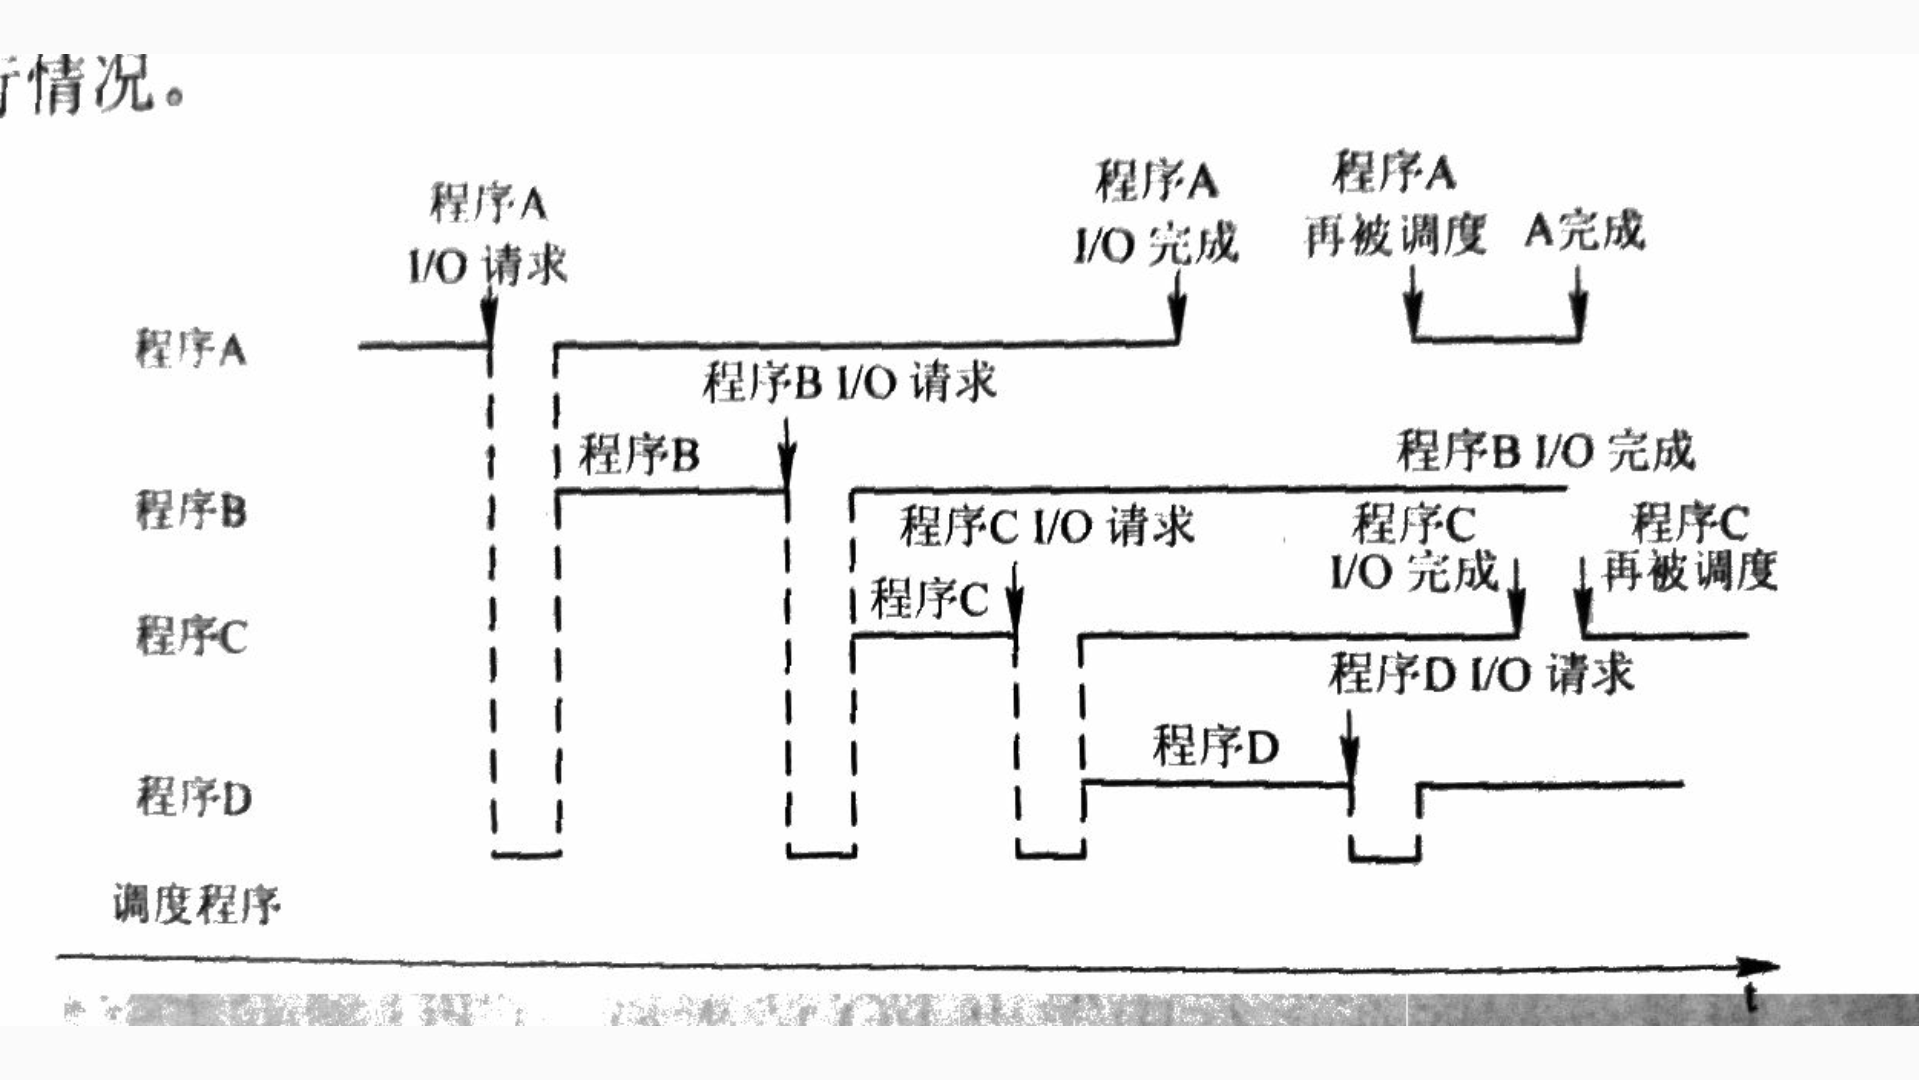 行情况。
程序A
I/O 请求
程序A
I/O 完成
程序A
再被调度
A完成
程序A
程序B I/O 请求
程序B
程序B I/O 完成
程序B
程序C I/O 请求
程序C
I/O 完成
程序C
再被调度
程序C
程序C
程序D I/O 请求
程序D
程序D
调度程序
t